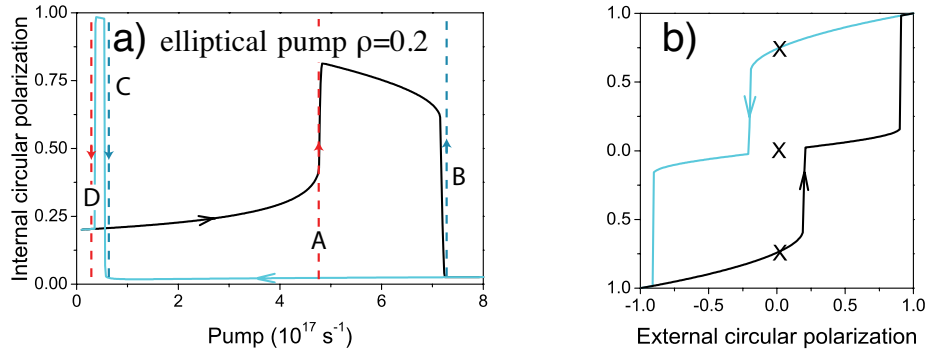 a) elliptical pump ρ=0.2
Internal circular polarization
1.00
0.75
0.50
0.25
0.00
C
D
A
B
0
2
4
6
8
Pump (10¹⁷ s⁻¹)
b)
1.0
0.5
0.0
0.5
1.0
X
X
X
-1.0
-0.5
0.0
0.5
1.0
External circular polarization